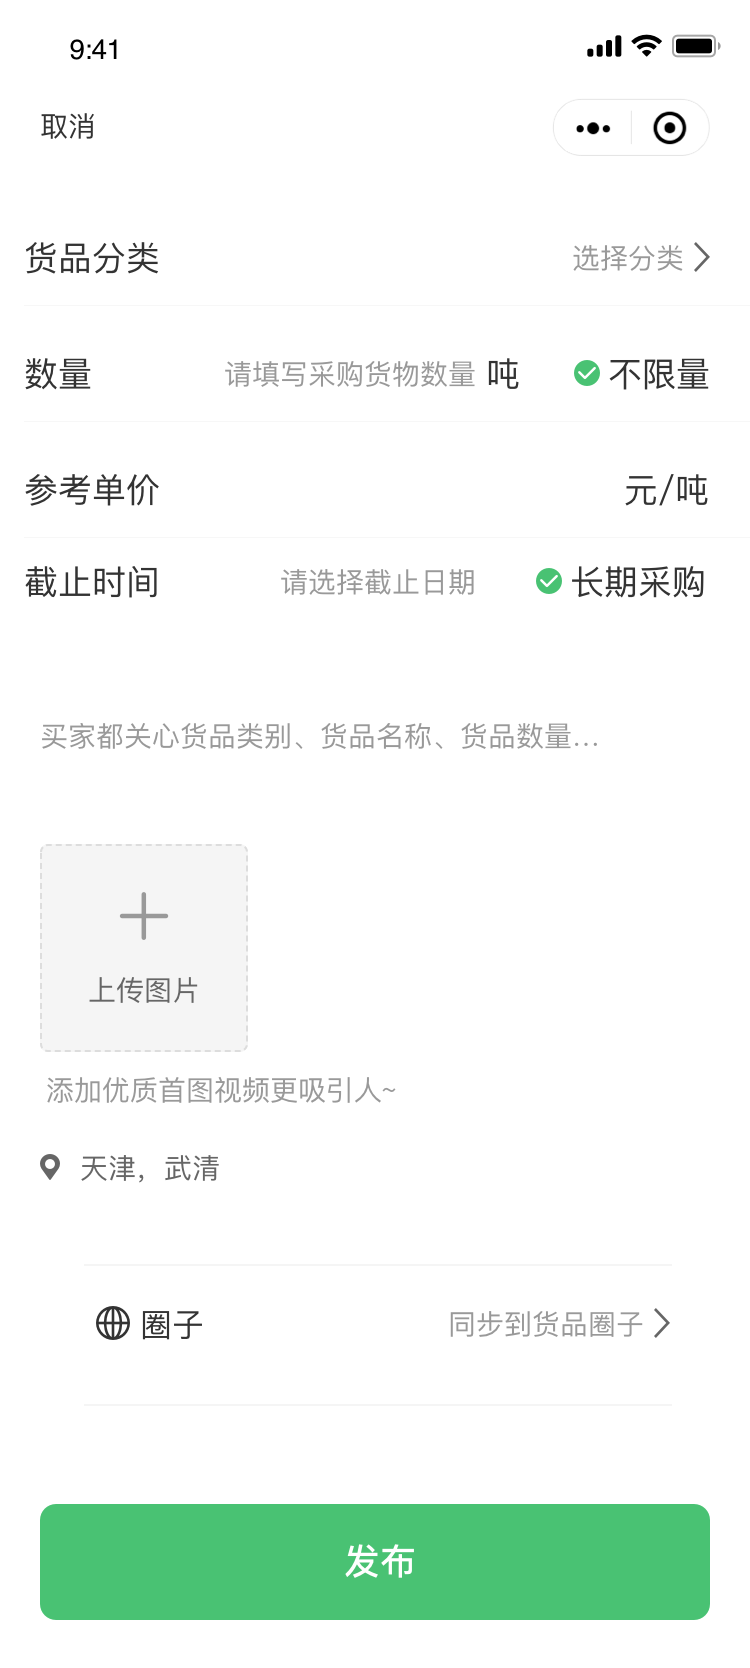 9:41
取消
货品分类 选择分类
数量 请填写采购货物数量 吨 不限量
参考单价 元/吨
截止时间 请选择截止日期 长期采购
买家都关心货品类别、货品名称、货品数量...
上传图片
添加优质首图视频更吸引人~
天津，武清
圈子 同步到货品圈子
发布